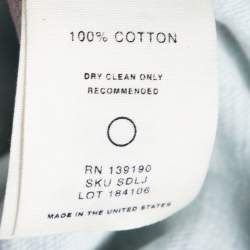 100% COTTON
DRY CLEAN ONLY
RECOMMENDED
RN 139190
SKU SDLJ
LOT 184106
MADE IN THE UNITED STATES